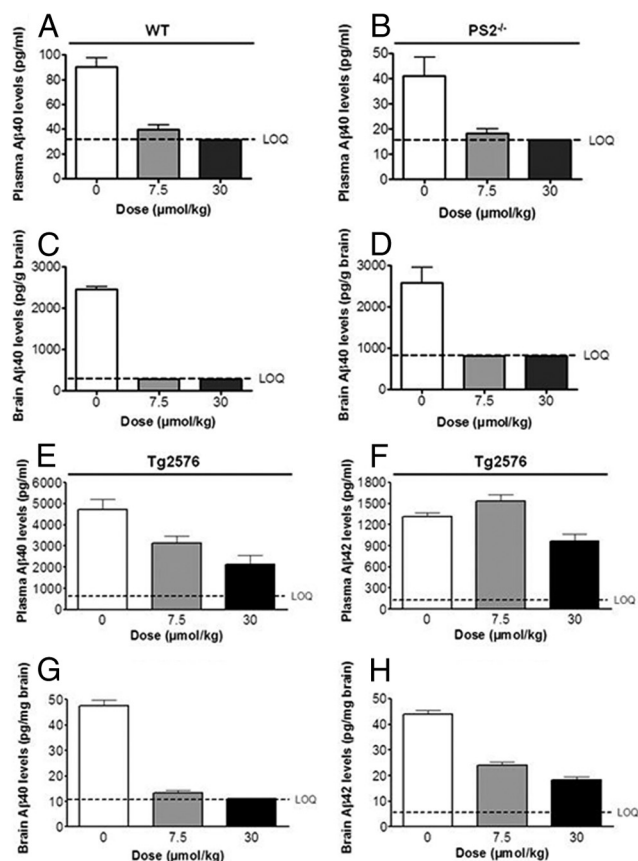 A
WT
Plasma Aβ40 levels (pg/ml)
100
80
60
40
20
0
LOQ
0 7.5 30
Dose (µmol/kg)
B
PS2-/-
Plasma Aβ40 levels (pg/ml)
50
40
30
20
10
0
LOQ
0 7.5 30
Dose (µmol/kg)
C
Brain Aβ40 levels (pg/g brain)
3000
2000
1000
0
LOQ
0 7.5 30
Dose (µmol/kg)
D
Brain Aβ40 levels (pg/g brain)
3000
2000
1000
0
LOQ
0 7.5 30
Dose (µmol/kg)
E
Tg2576
Plasma Aβ40 levels (pg/ml)
6000
5000
4000
3000
2000
1000
0
LOQ
0 7.5 30
Dose (µmol/kg)
F
Tg2576
Plasma Aβ42 levels (pg/ml)
1800
1500
1200
900
600
300
0
LOQ
0 7.5 30
Dose (µmol/kg)
G
Brain Aβ40 levels (pg/mg brain)
50
40
30
20
10
0
LOQ
0 7.5 30
Dose (µmol/kg)
H
Brain Aβ42 levels (pg/mg brain)
50
40
30
20
10
0
LOQ
0 7.5 30
Dose (µmol/kg)